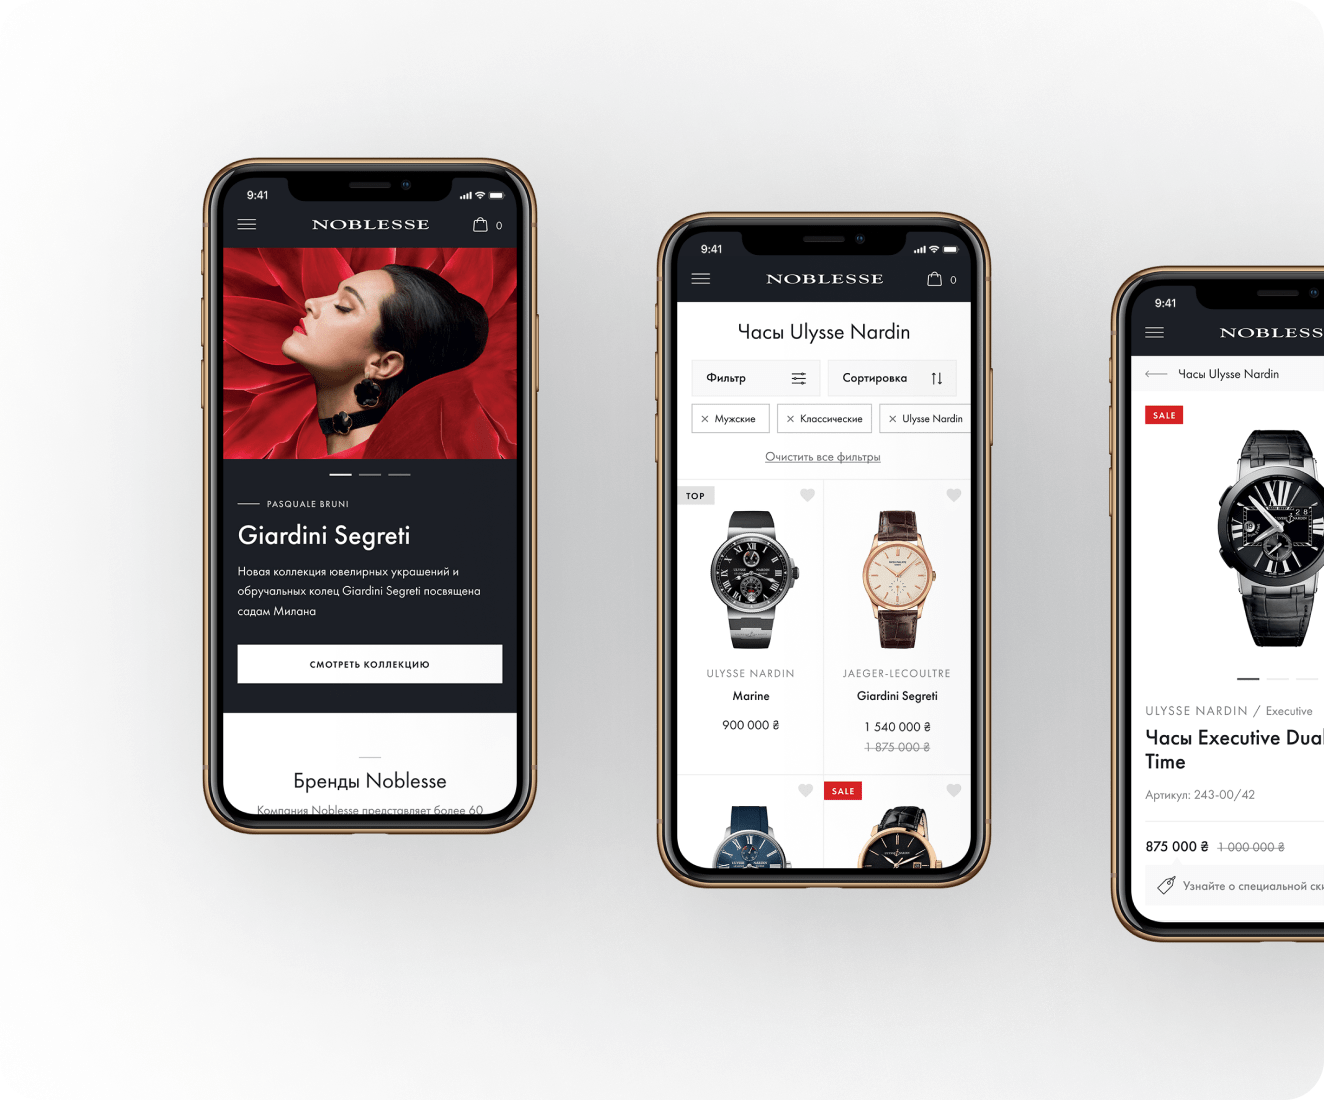 9:41
NOBLESSE
0
PASQUALE BRUNI
Giardini Segreti
Новая коллекция ювелирных украшений и
обручальных колец Giardini Segreti посвящена
садам Милана
СМОТРЕТЬ КОЛЛЕКЦИЮ
Бренды Noblesse
Компания Noblesse представляет более 60
9:41
NOBLESSE
0
Часы Ulysse Nardin
Фильтр
Сортировка
× Мужские
× Классические
× Ulysse Nardin
Очистить все фильтры
TOP
ULYSSE NARDIN
Marine
900 000 ₴
JAEGER-LECOULTRE
Giardini Segreti
1 540 000 ₴
1 875 000 ₴
SALE
9:41
NOBLESS
Часы Ulysse Nardin
SALE
ULYSSE NARDIN / Executive
Часы Executive Dual
Time
Артикул: 243-00/42
875 000 ₴ 1 000 000 ₴
Узнайте о специальной ски